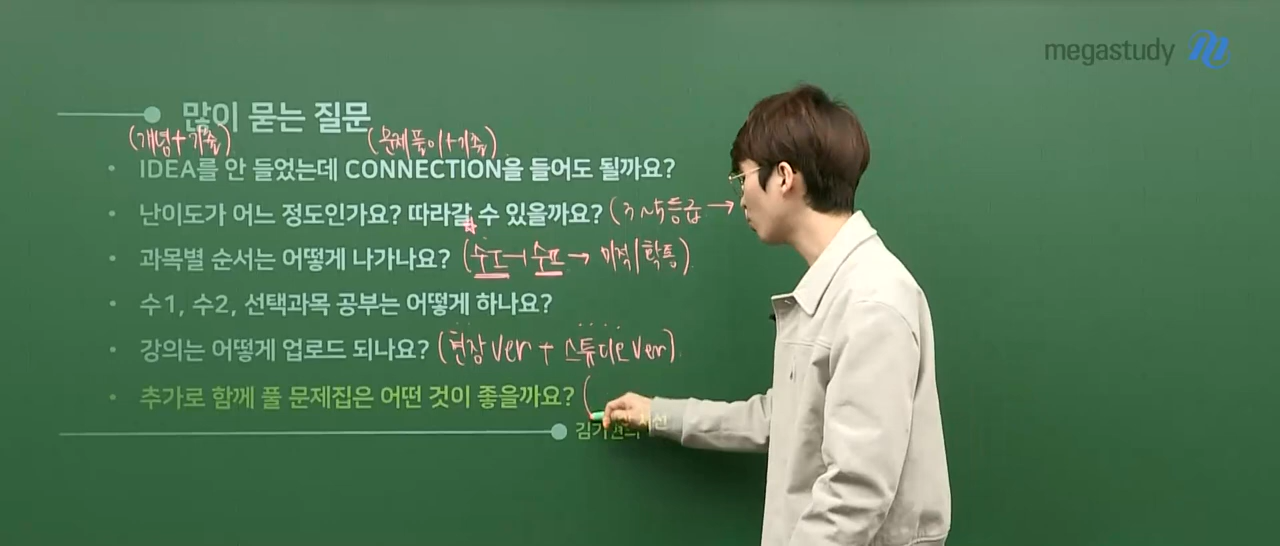 megastudy
많이 묻는 질문
(개념+기출) (문제풀이+기출)
• IDEA를 안 들었는데 CONNECTION을 들어도 될까요?
• 난이도가 어느 정도인가요? 따라갈 수 있을까요? (3~4등급 →
• 과목별 순서는 어떻게 나가나요? (수I→수II→ 미적/확통)
• 수1, 수2, 선택과목 공부는 어떻게 하나요?
• 강의는 어떻게 업로드 되나요? (현장 ver + 스튜디오 ver)
• 추가로 함께 풀 문제집은 어떤 것이 좋을까요? (